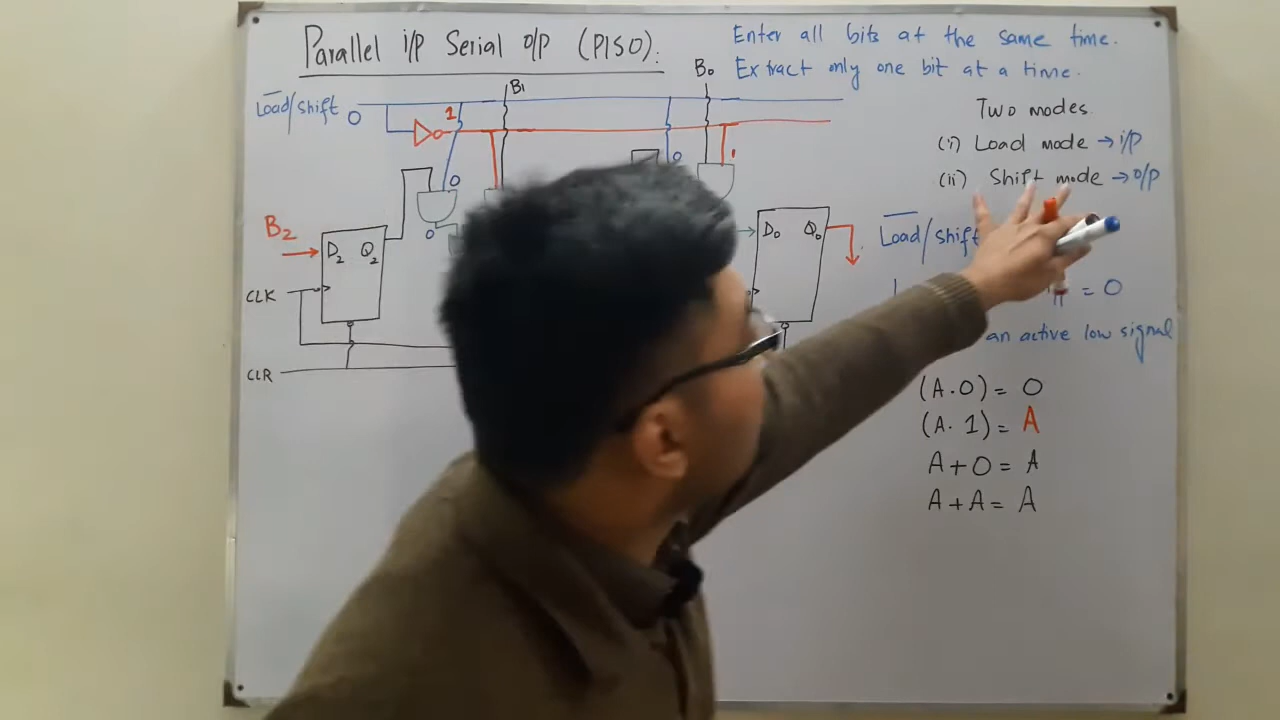 Parallel i/p Serial o/p (PISO).
Enter all bits at the same time.
Extract only one bit at a time.
Two modes
(i) Load mode → i/p
(ii) Shift mode → o/p
L̅o̅a̅d̅/shift 0
1
B₁
B₀
0
0
1
0
B₂
D₂ Q₂
D₀ Q₀
CLK
CLR
L̅o̅a̅d̅/shift
= 0
an active low signal
(A.0) = 0
(A.1) = A
A+0 = A
A+A = A